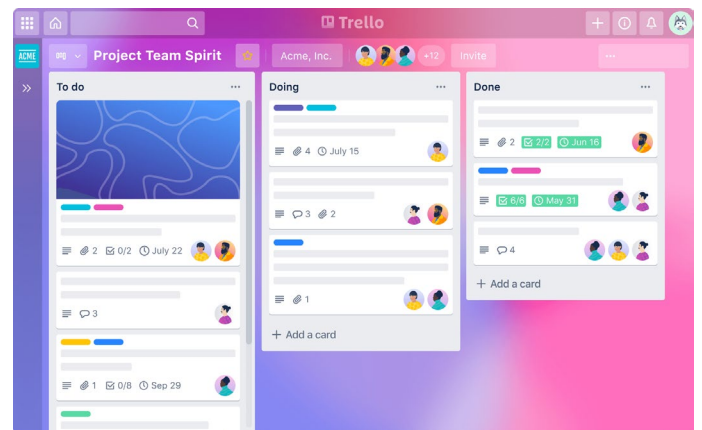 Trello
ACME
Project Team Spirit
Acme, Inc.
+12
Invite
To do
2 0/2 July 22
3
1 0/8 Sep 29
Doing
4 July 15
3 2
1
+ Add a card
Done
2 2/2 Jun 16
6/6 May 31
4
+ Add a card